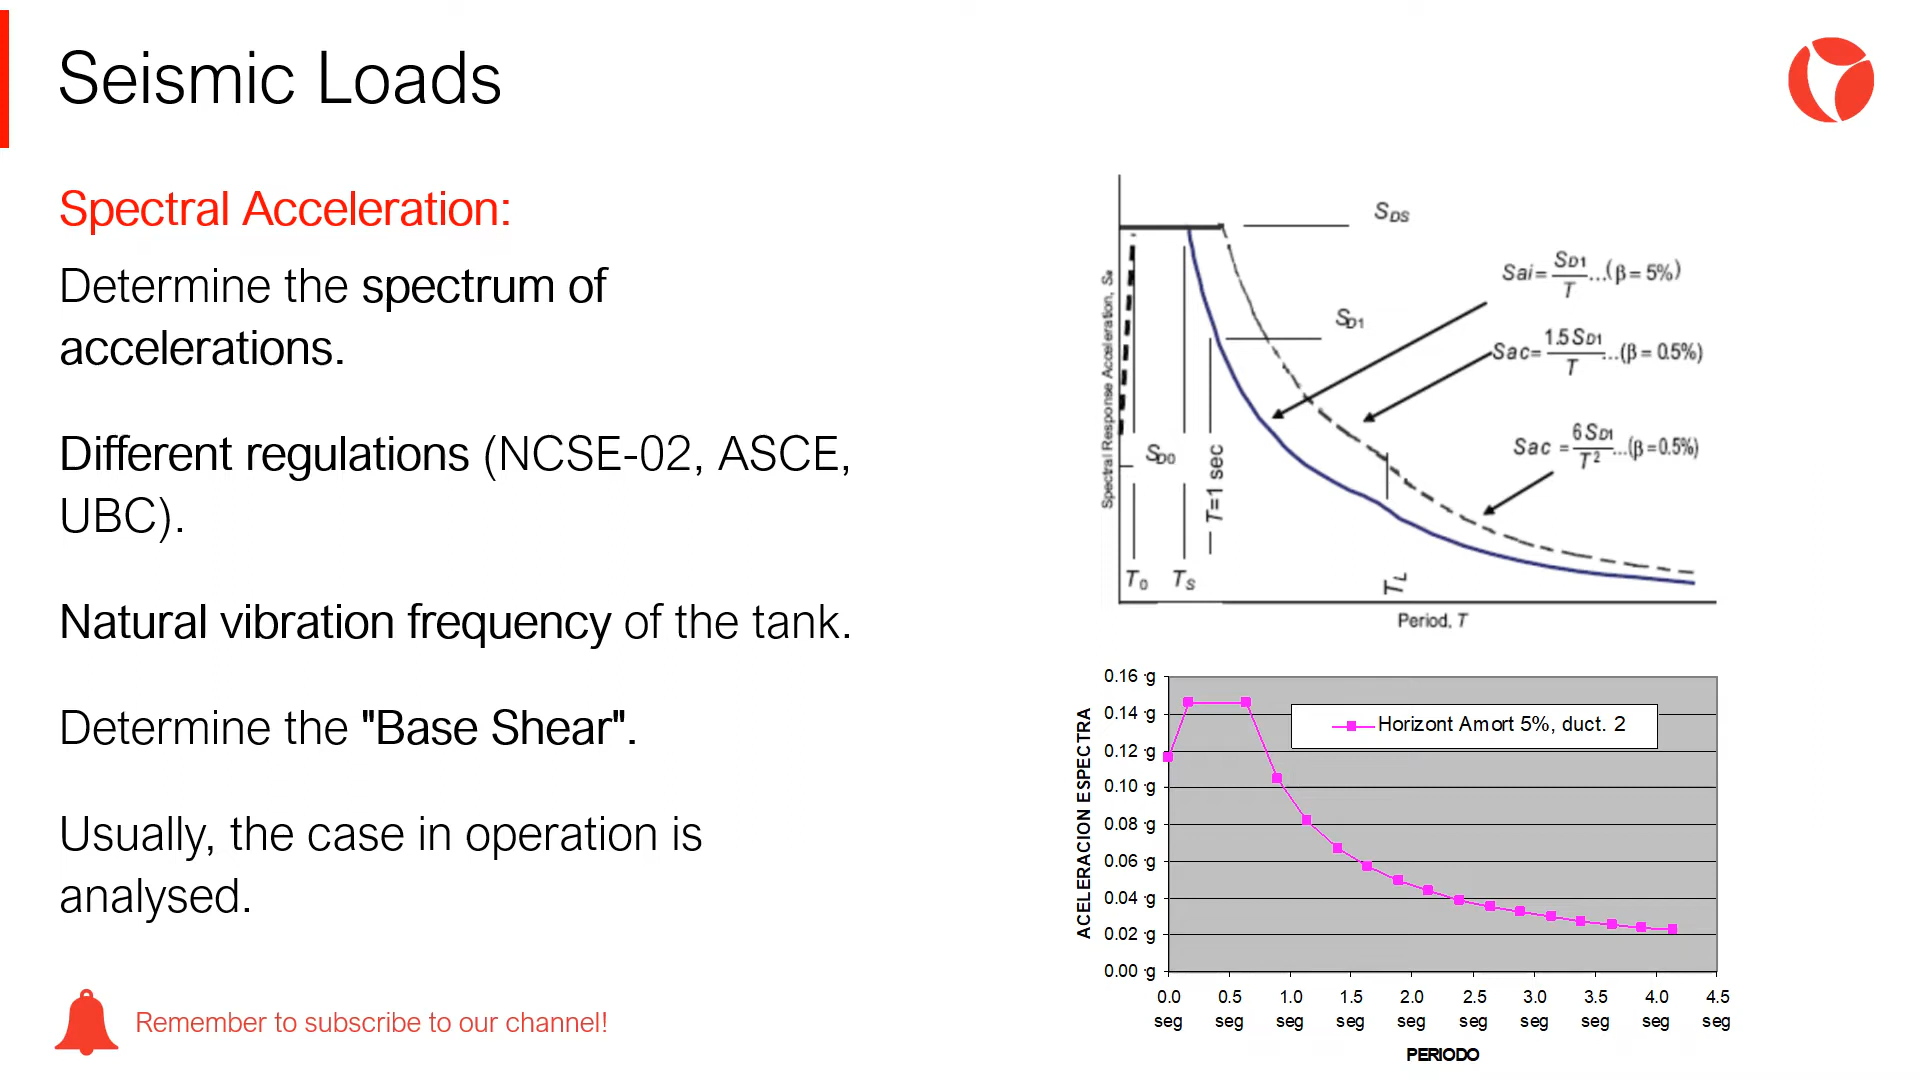 Seismic Loads
Spectral Acceleration:
Determine the spectrum of
accelerations.
Different regulations (NCSE-02, ASCE,
UBC).
Natural vibration frequency of the tank.
Determine the "Base Shear".
Usually, the case in operation is
analysed.
Remember to subscribe to our channel!
Spectral Response Acceleration, Sa
SDS
Sai= SD1/T ...(β= 5%)
SD1
Sac= 1.5 SD1/T ...(β= 0.5%)
Sac = 6 SD1/T² ...(β=0.5%)
SD0
T=1 sec
T0 TS TL
Period, T
ACELERACION ESPECTRA
0.16 ·g
0.14 ·g
0.12 ·g
0.10 ·g
0.08 ·g
0.06 ·g
0.04 ·g
0.02 ·g
0.00 ·g
Horizont Amort 5%, duct. 2
0.0 0.5 1.0 1.5 2.0 2.5 3.0 3.5 4.0 4.5
seg seg seg seg seg seg seg seg seg seg
PERIODO